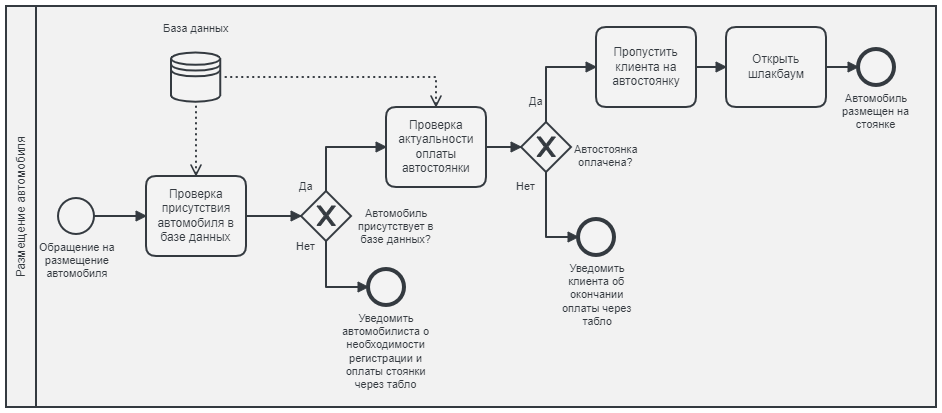 Размещение автомобиля
База данных
Обращение на
размещение
автомобиля
Проверка
присутствия
автомобиля в
базе данных
Да
Нет
Автомобиль
присутствует в
базе данных?
Уведомить
автомобилиста о
необходимости
регистрации и
оплаты стоянки
через табло
Проверка
актуальности
оплаты
автостоянки
Да
Нет
Автостоянка
оплачена?
Уведомить
клиента об
окончании
оплаты через
табло
Пропустить
клиента на
автостоянку
Открыть
шлакбаум
Автомобиль
размещен на
стоянке